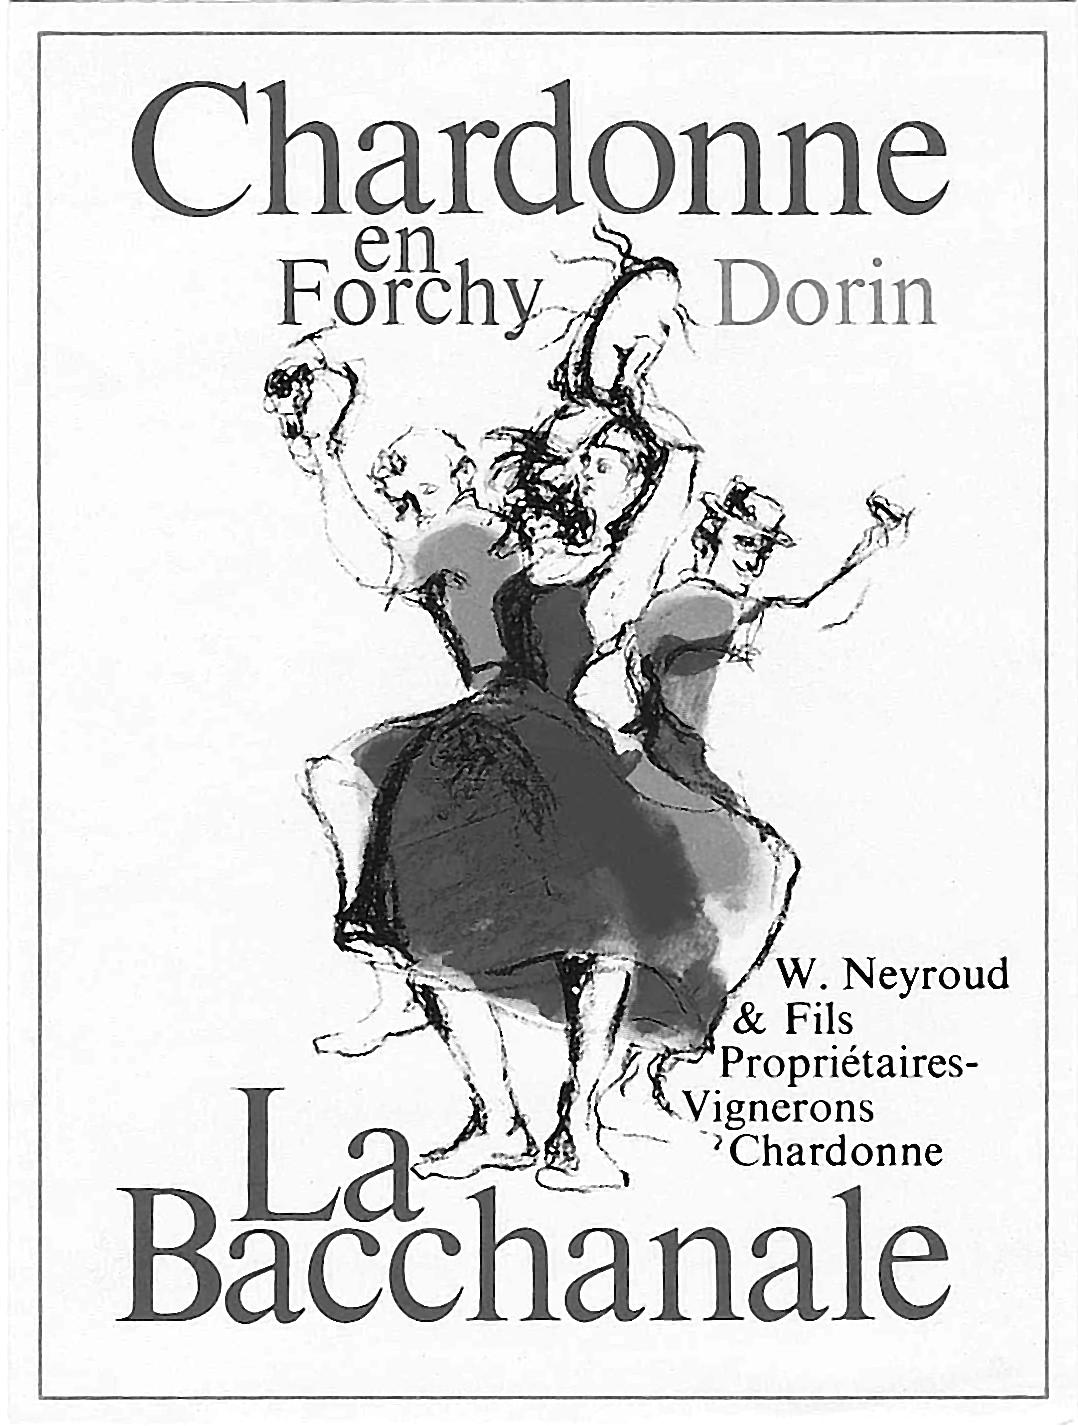 Chardonne
en
Forchy
Dorin
W. Neyroud
& Fils
Propriétaires-
Vignerons
Chardonne
La
Bacchanale